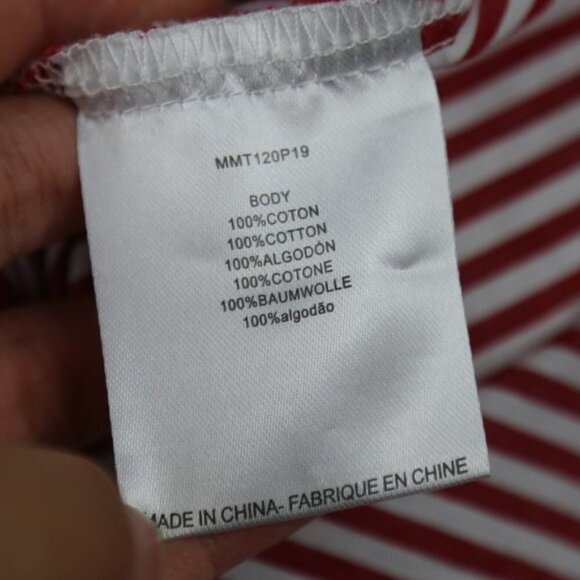 MMT120P19
BODY
100%COTON
100%COTTON
100%ALGODÓN
100%COTONE
100%BAUMWOLLE
100%algodão
MADE IN CHINA- FABRIQUE EN CHINE